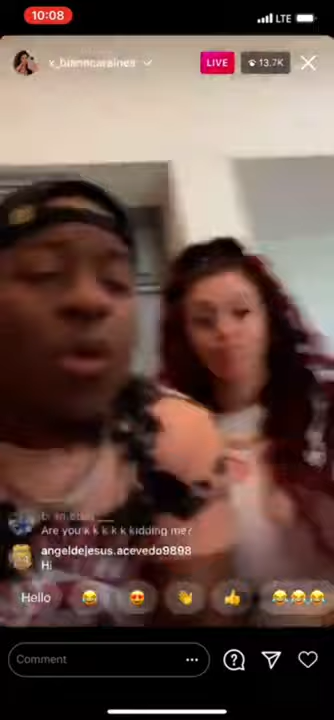 10:08
LTE
LIVE
13.7K
Are you k k k k kidding me?
angeldejesus.acevedo9898
Hi
Hello
Comment